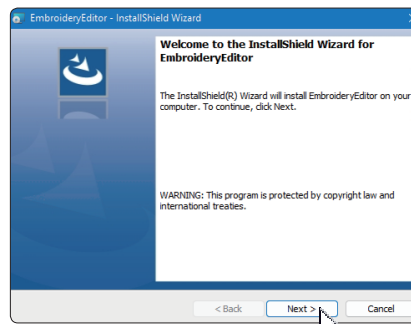 EmbroideryEditor - InstallShield Wizard
Welcome to the InstallShield Wizard for
EmbroideryEditor
The InstallShield(R) Wizard will install EmbroideryEditor on your
computer. To continue, click Next.
WARNING: This program is protected by copyright law and
international treaties.
< Back Next > Cancel